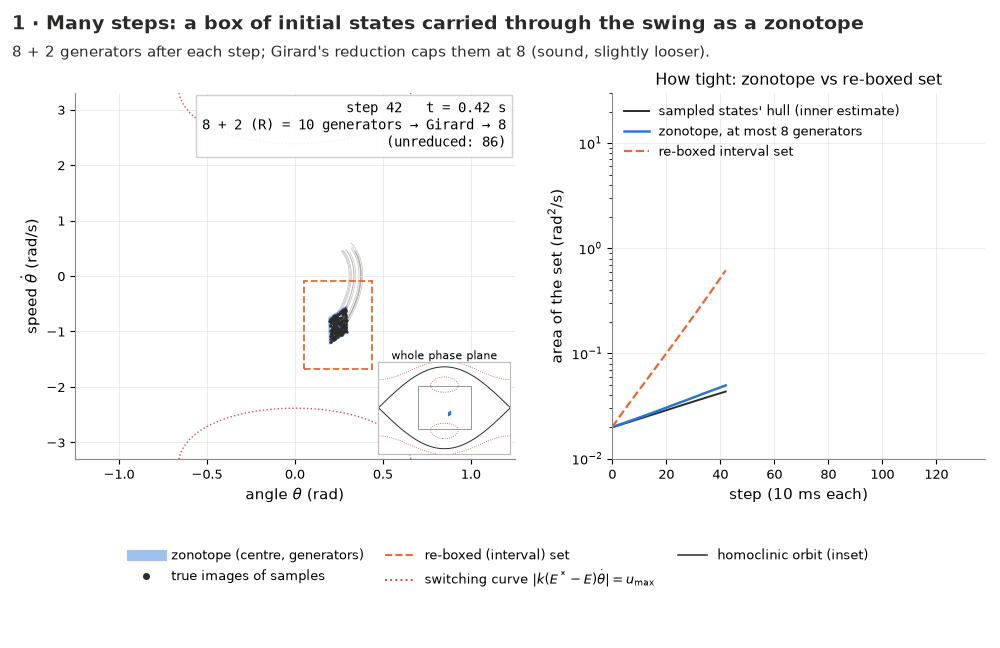 1 · Many steps: a box of initial states carried through the swing as a zonotope
8 + 2 generators after each step; Girard's reduction caps them at 8 (sound, slightly looser).
step 42   t = 0.42 s
8 + 2 (R) = 10 generators → Girard → 8
(unreduced: 86)
3
2
1
0
−1
−2
−3
speed θ̇ (rad/s)
whole phase plane
−1.0
−0.5
0.0
0.5
1.0
angle θ (rad)
How tight: zonotope vs re-boxed set
sampled states' hull (inner estimate)
zonotope, at most 8 generators
re-boxed interval set
10¹
10⁰
10⁻¹
10⁻²
area of the set (rad²/s)
0
20
40
60
80
100
120
step (10 ms each)
zonotope (centre, generators)
true images of samples
re-boxed (interval) set
switching curve |k(E* − E)θ̇| = uₘₐₓ
homoclinic orbit (inset)